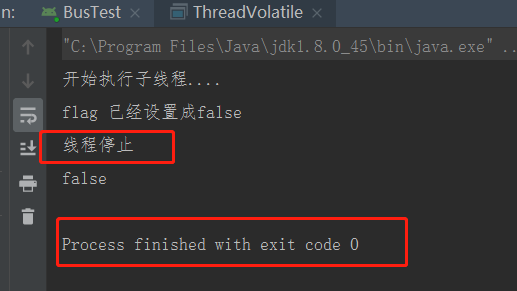 n: BusTest × ThreadVolatile ×
"C:\Program Files\Java\jdk1.8.0_45\bin\java.exe" ..
开始执行子线程....
flag 已经设置成false
线程停止
false
Process finished with exit code 0